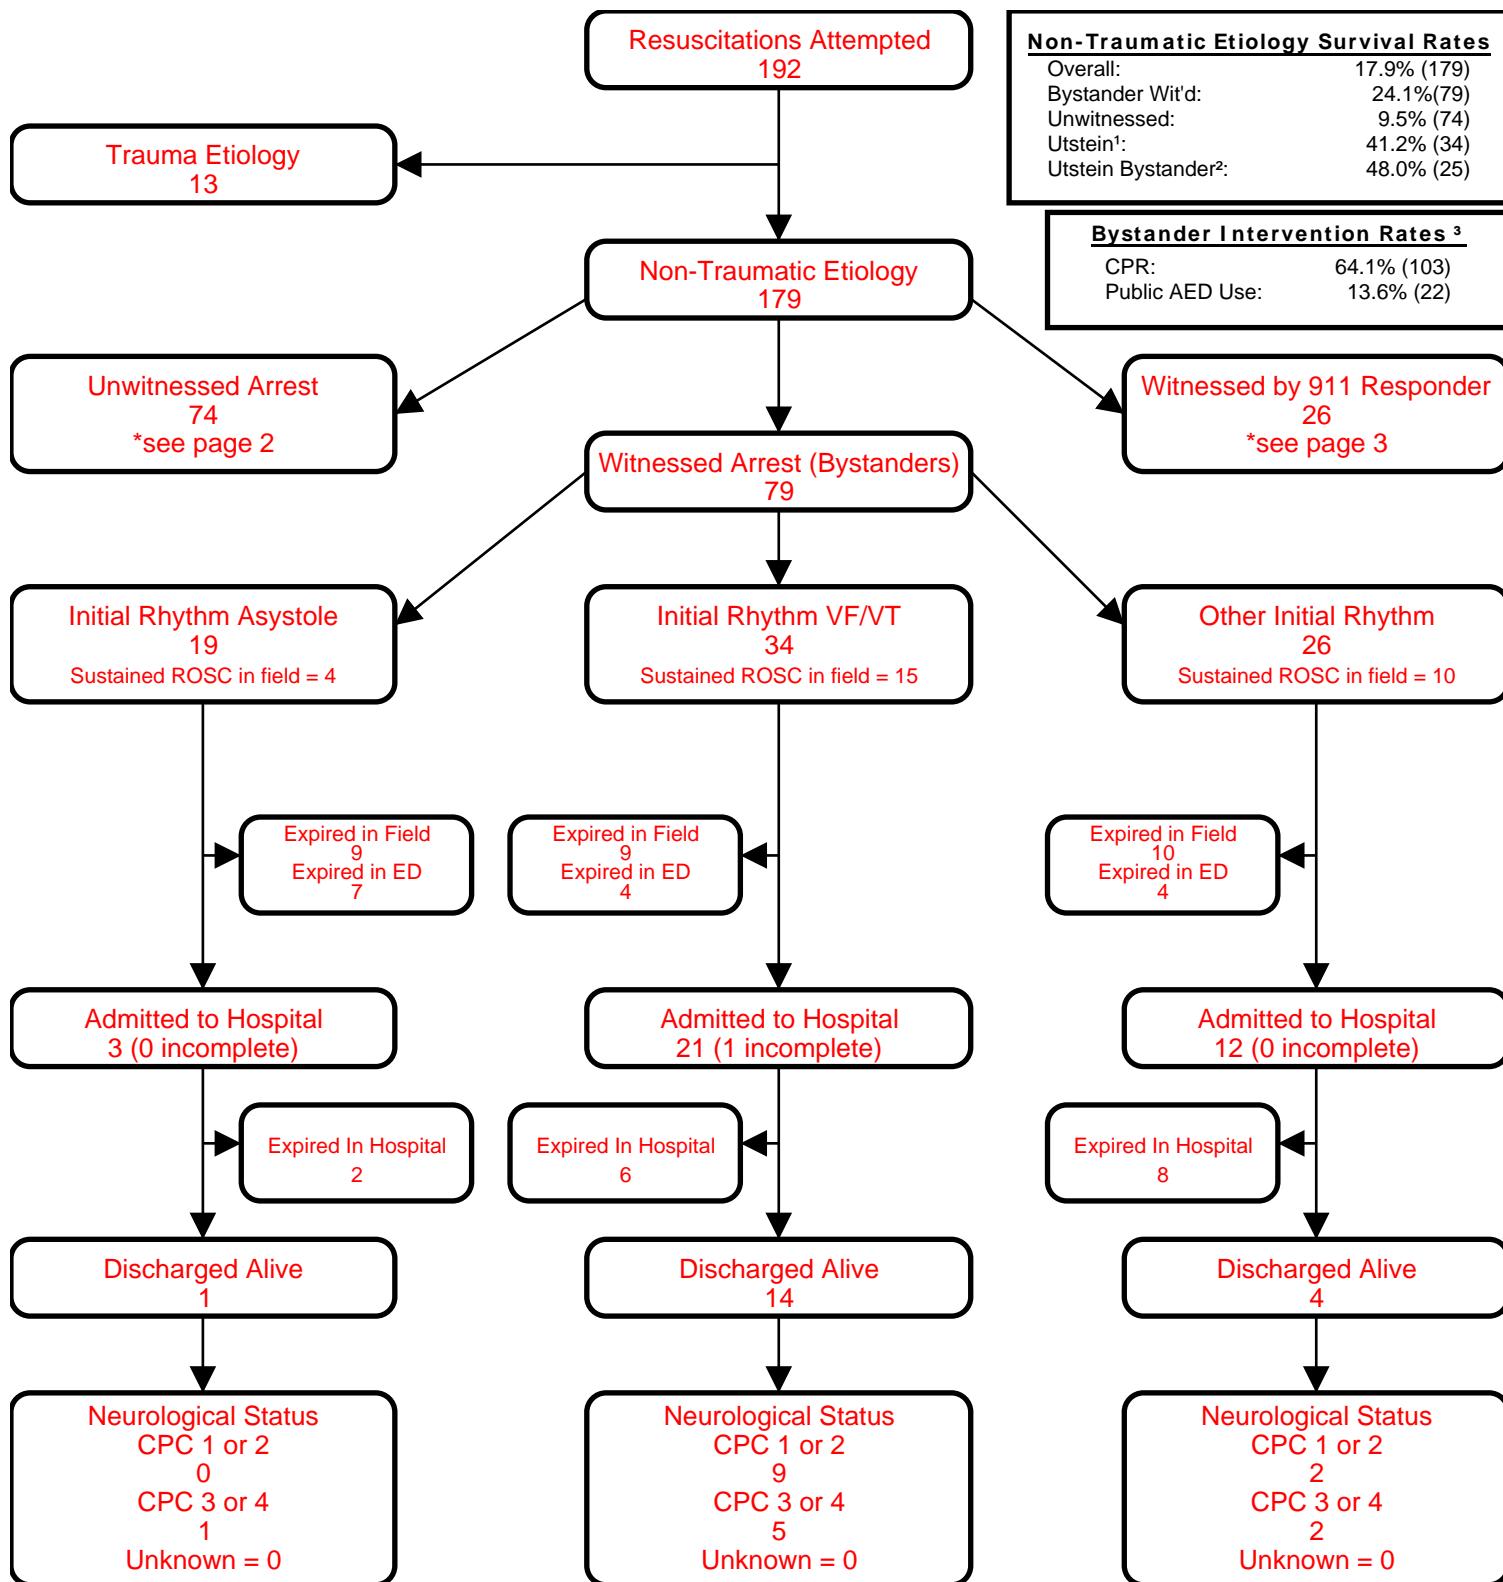 Resuscitations Attempted
192
Non-Traumatic Etiology Survival Rates
Overall: 17.9% (179)
Bystander Wit'd: 24.1%(79)
Unwitnessed: 9.5% (74)
Utstein¹: 41.2% (34)
Utstein Bystander²: 48.0% (25)
Trauma Etiology
13
Bystander Intervention Rates ³
CPR: 64.1% (103)
Public AED Use: 13.6% (22)
Non-Traumatic Etiology
179
Unwitnessed Arrest
74
*see page 2
Witnessed Arrest (Bystanders)
79
Witnessed by 911 Responder
26
*see page 3
Initial Rhythm Asystole
19
Sustained ROSC in field = 4
Initial Rhythm VF/VT
34
Sustained ROSC in field = 15
Other Initial Rhythm
26
Sustained ROSC in field = 10
Expired in Field
9
Expired in ED
7
Expired in Field
9
Expired in ED
4
Expired in Field
10
Expired in ED
4
Admitted to Hospital
3 (0 incomplete)
Admitted to Hospital
21 (1 incomplete)
Admitted to Hospital
12 (0 incomplete)
Expired In Hospital
2
Expired In Hospital
6
Expired In Hospital
8
Discharged Alive
1
Discharged Alive
14
Discharged Alive
4
Neurological Status
CPC 1 or 2
0
CPC 3 or 4
1
Unknown = 0
Neurological Status
CPC 1 or 2
9
CPC 3 or 4
5
Unknown = 0
Neurological Status
CPC 1 or 2
2
CPC 3 or 4
2
Unknown = 0